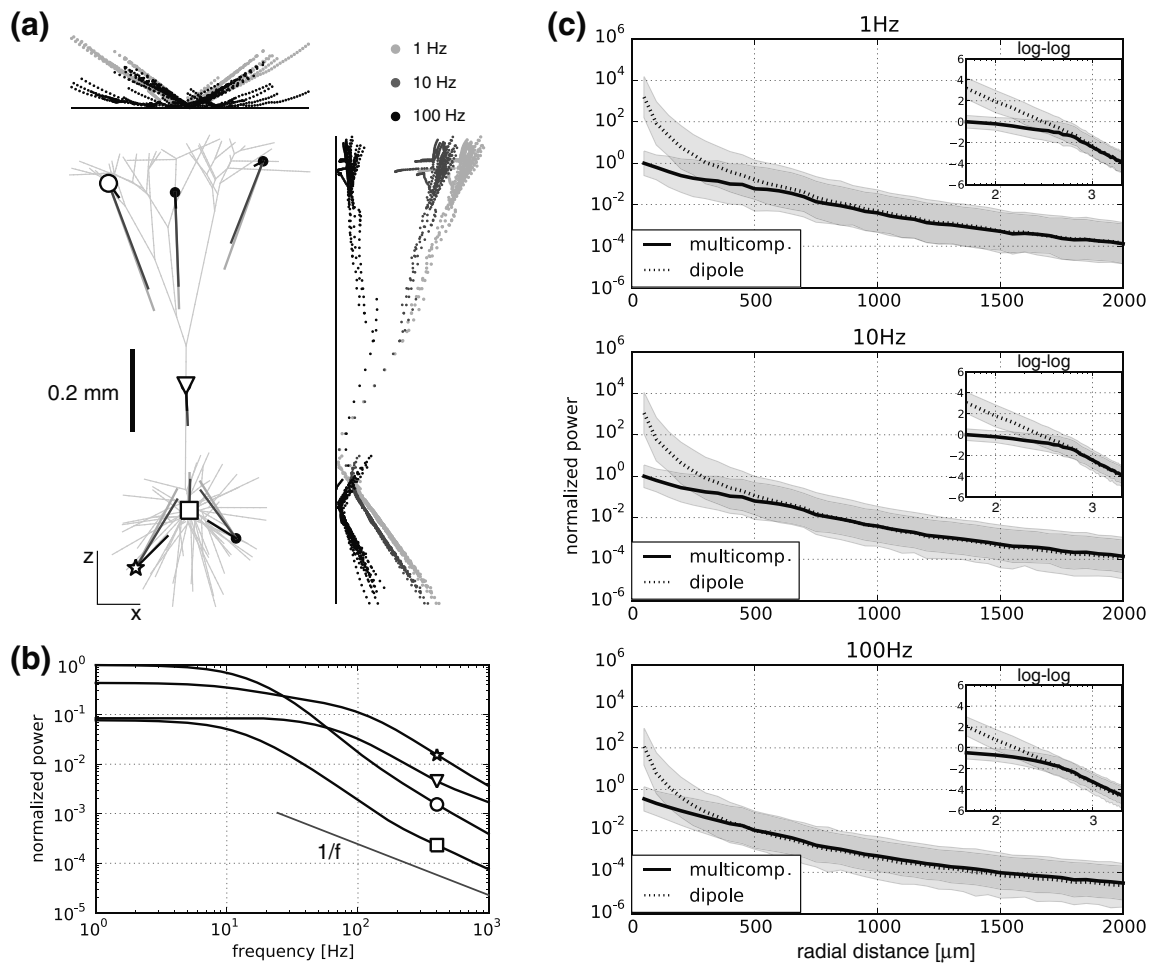 (a)
1 Hz
10 Hz
100 Hz
0.2 mm
z
x
(b)
10^0
10^-1
10^-2
10^-3
10^-4
10^-5
normalized power
1/f
10^0 10^1 10^2 10^3
frequency [Hz]
(c)
1Hz
10^6
10^4
10^2
10^0
10^-2
10^-4
10^-6
multicomp.
dipole
0 500 1000 1500 2000
log-log
6
4
2
0
−2
−4
−6
2 3
10Hz
10^6
10^4
10^2
10^0
10^-2
10^-4
10^-6
normalized power
multicomp.
dipole
0 500 1000 1500 2000
log-log
6
4
2
0
−2
−4
−6
2 3
100Hz
10^6
10^4
10^2
10^0
10^-2
10^-4
10^-6
multicomp.
dipole
0 500 1000 1500 2000
radial distance [μm]
log-log
6
4
2
0
−2
−4
−6
2 3